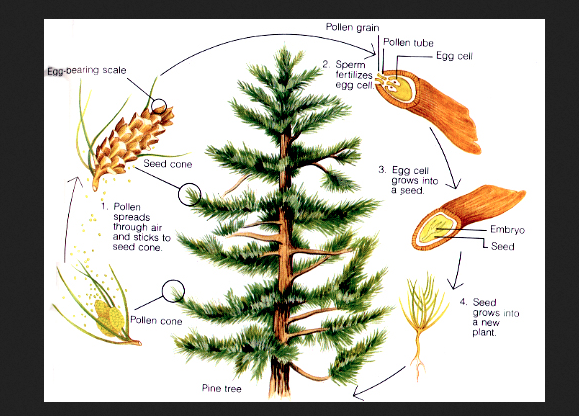 Pollen grain
Pollen tube
Egg cell
Egg-bearing scale
2. Sperm
fertilizes
egg cell.
Seed cone
3. Egg cell
grows into
a seed.
1. Pollen
spreads
through air
and sticks to
seed cone.
Embryo
Seed
Pollen cone
4. Seed
grows into
a new
plant.
Pine tree